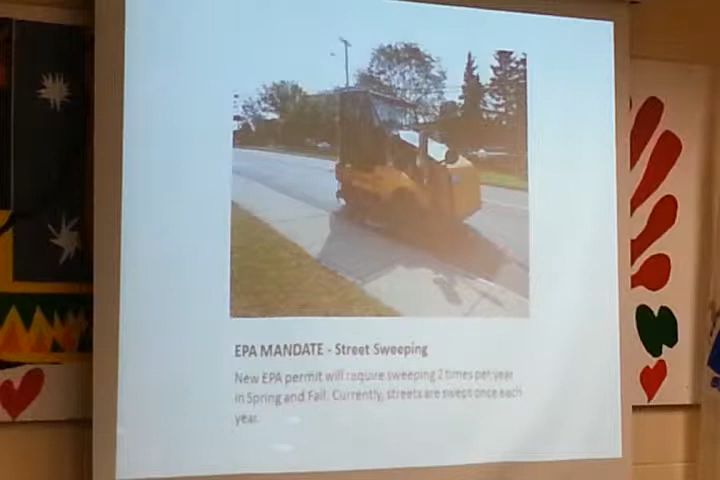 EPA MANDATE - Street Sweeping
New EPA permit will require sweeping 2 times per year
in Spring and Fall. Currently, streets are swept once each
year.